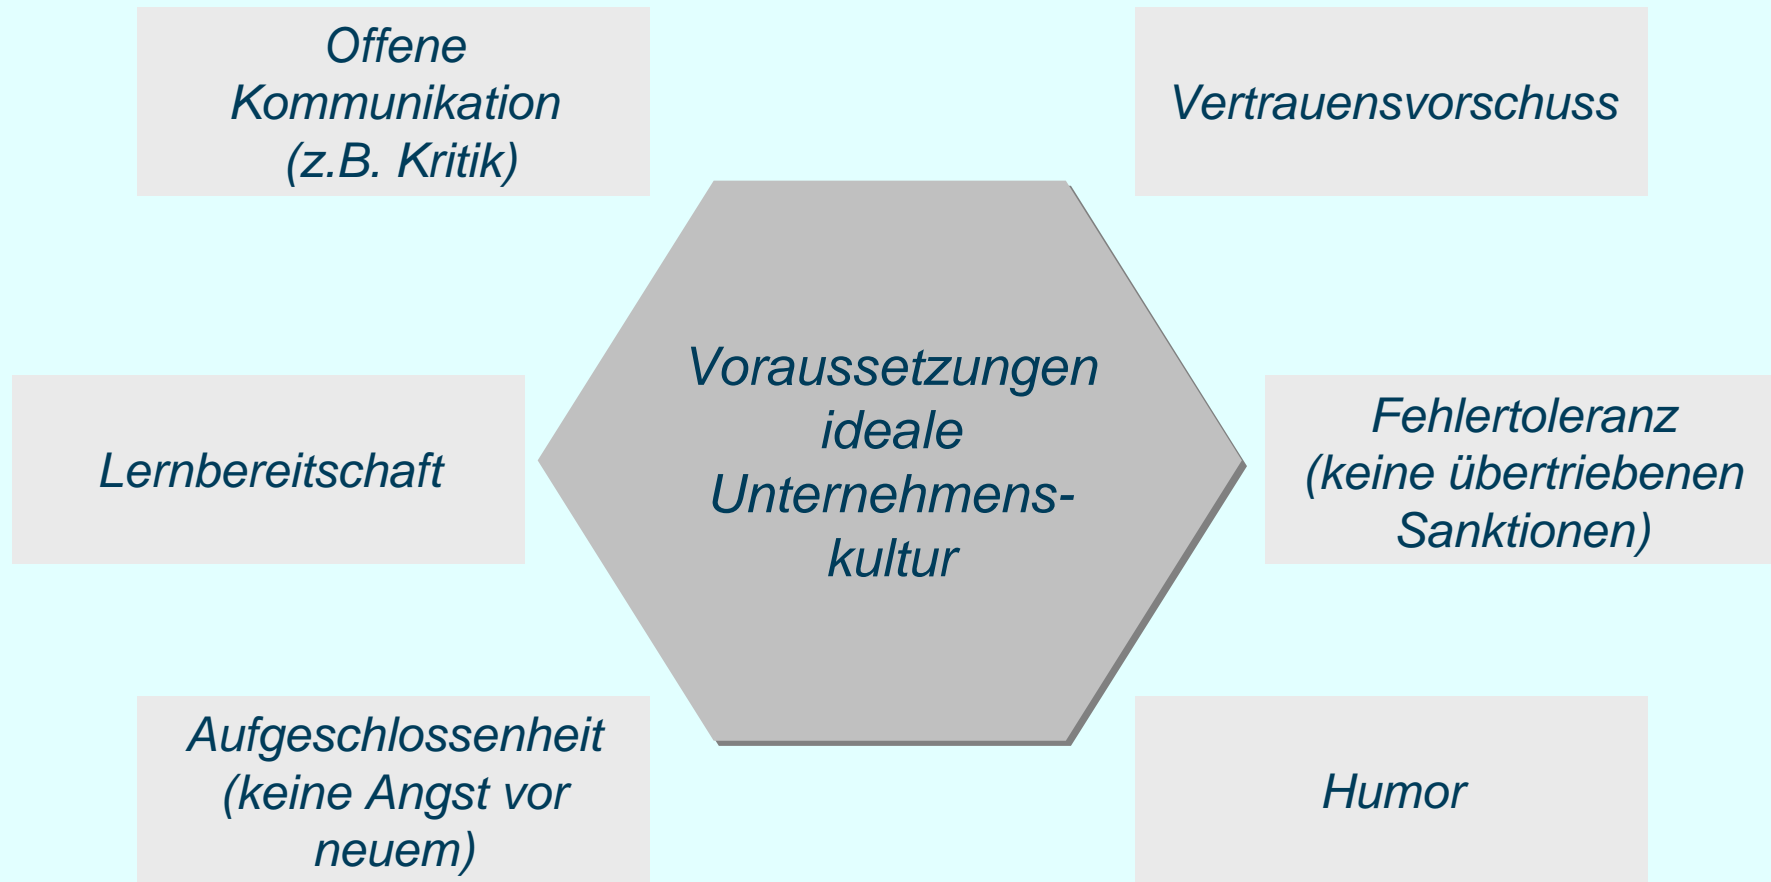 Offene
Kommunikation
(z.B. Kritik)
Vertrauensvorschuss
Voraussetzungen
ideale
Unternehmens-
kultur
Lernbereitschaft
Fehlertoleranz
(keine übertriebenen
Sanktionen)
Aufgeschlossenheit
(keine Angst vor
neuem)
Humor